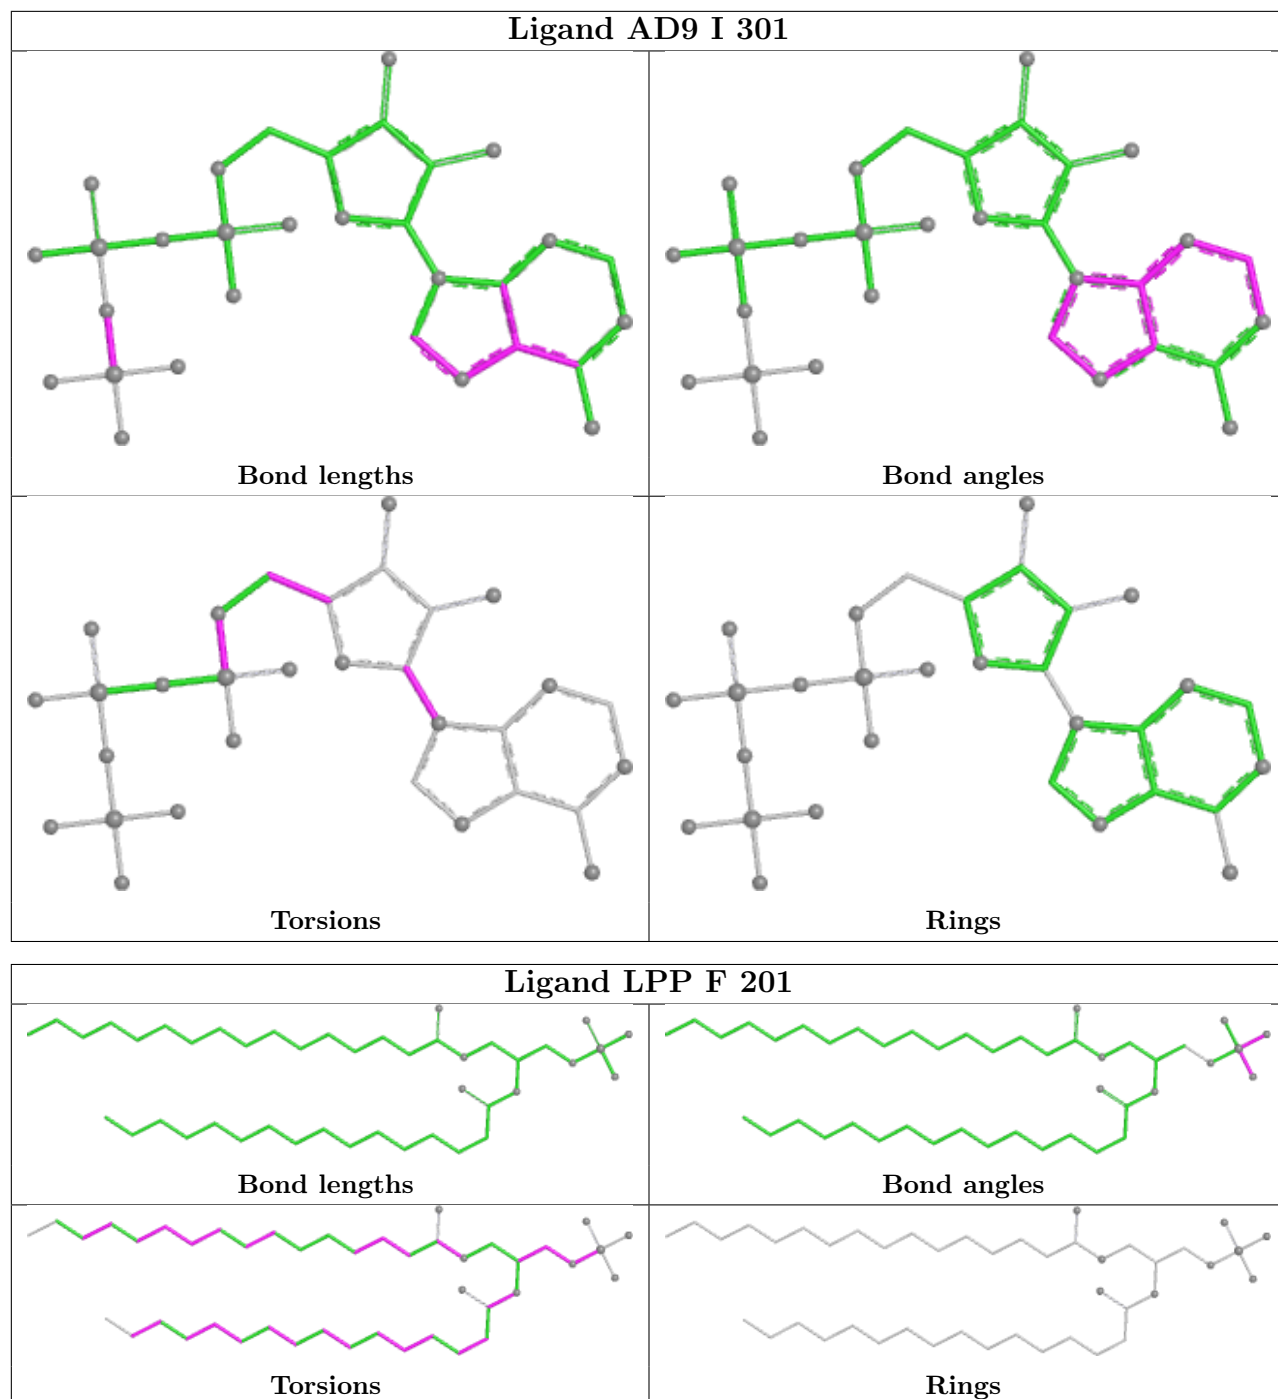 Ligand AD9 I 301
Bond lengths
Bond angles
Torsions
Rings
Ligand LPP F 201
Bond lengths
Bond angles
Torsions
Rings